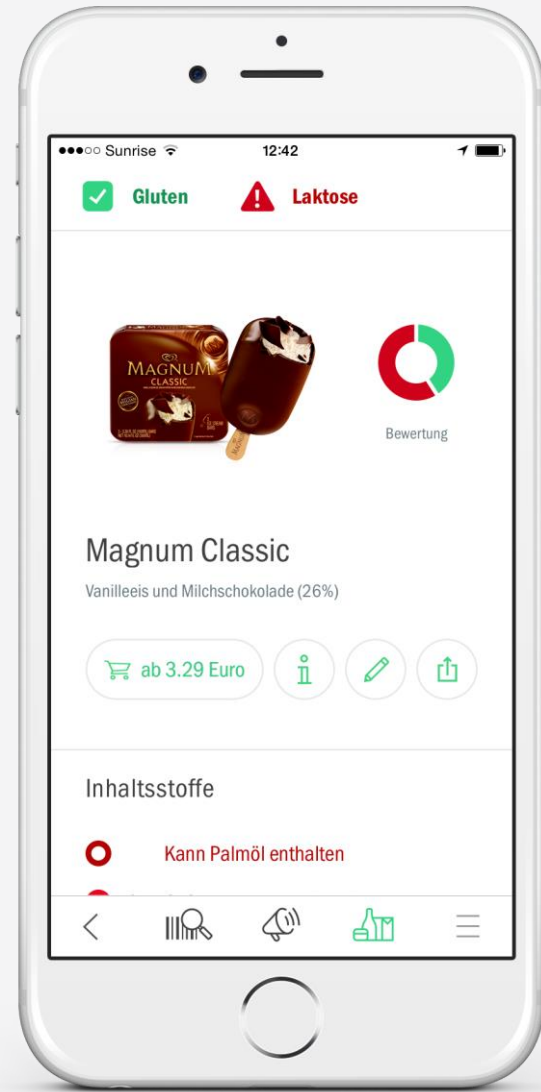 Sunrise 12:42
Gluten Laktose
MAGNUM
CLASSIC
Bewertung
Magnum Classic
Vanilleeis und Milchschokolade (26%)
ab 3.29 Euro
Inhaltsstoffe
Kann Palmöl enthalten